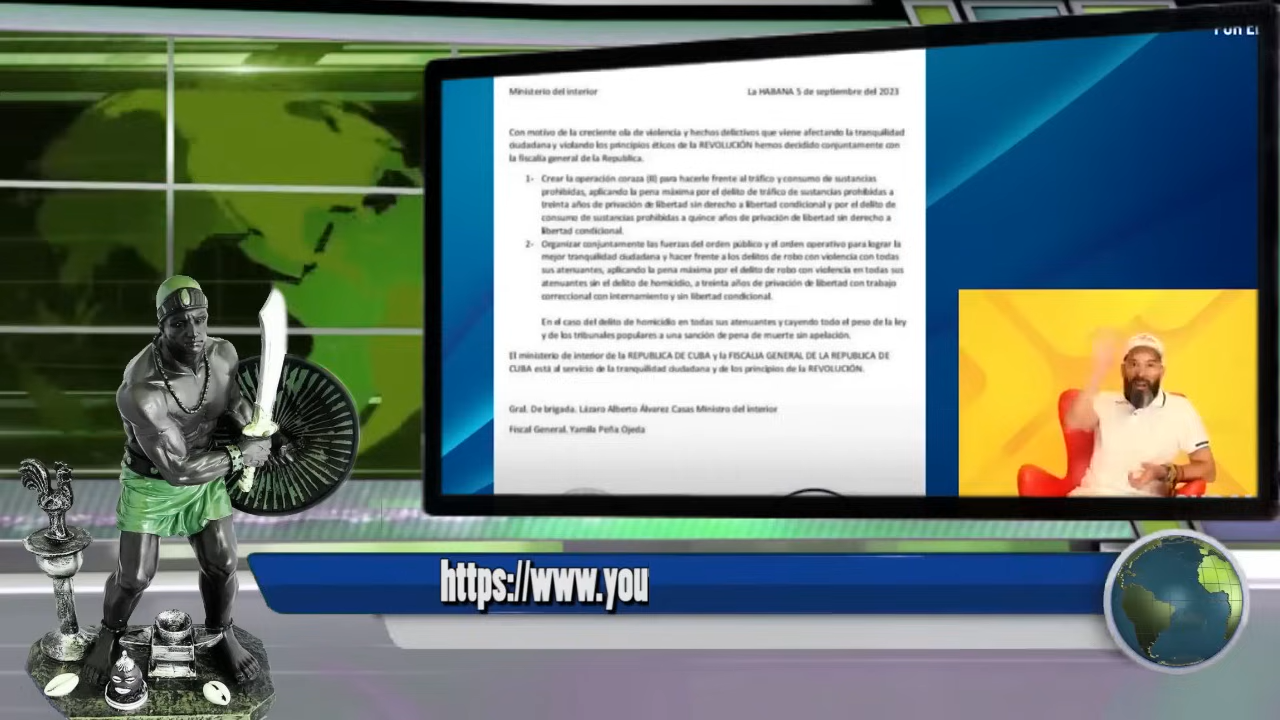 POR EL
Ministerio del interior
La HABANA 5 de septiembre del 2023
Con motivo de la creciente ola de violencia y hechos delictivos que viene afectando la tranquilidad
ciudadana y violando los principios éticos de la REVOLUCIÓN hemos decidido conjuntamente con
la fiscalía general de la Republica.
1- Crear la operación coraza (8) para hacerle frente al tráfico y consumo de sustancias
prohibidas, aplicando la pena máxima por el delito de tráfico de sustancias prohibidas a
treinta años de privación de libertad sin derecho a libertad condicional y por el delito de
consumo de sustancias prohibidas a quince años de privación de libertad sin derecho a
libertad condicional.
2- Organizar conjuntamente las fuerzas del orden público y el orden operativo para lograr la
mejor tranquilidad ciudadana y hacer frente a los delitos de robo con violencia con todas
sus atenuantes, aplicando la pena máxima por el delito de robo con violencia en todas sus
atenuantes sin el delito de homicidio, a treinta años de privación de libertad con trabajo
correccional con internamiento y sin libertad condicional.
En el caso del delito de homicidio en todas sus atenuantes y cayendo todo el peso de la ley
y de los tribunales populares a una sanción de pena de muerte sin apelación.
El ministerio de interior de la REPUBLICA DE CUBA y la FISCALIA GENERAL DE LA REPUBLICA DE
CUBA está al servicio de la tranquilidad ciudadana y de los principios de la REVOLUCIÓN.
Gral. De brigada. Lázaro Alberto Álvarez Casas Ministro del interior
Fiscal General. Yamila Peña Ojeda
https://www.you